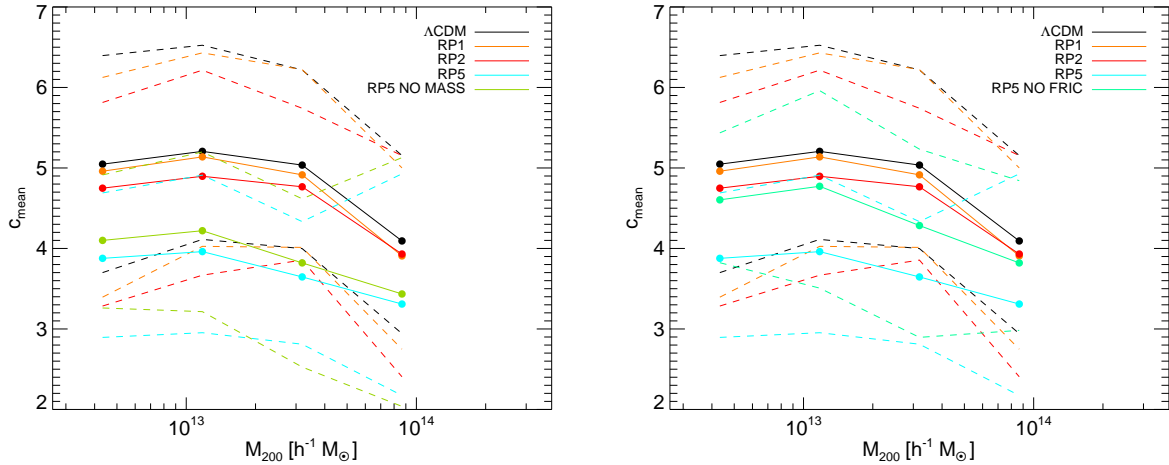 7
6
5
4
3
2
c_mean
ΛCDM
RP1
RP2
RP5
RP5 NO MASS
10^13
10^14
M_200 [h^-1 M_⊙]
7
6
5
4
3
2
c_mean
ΛCDM
RP1
RP2
RP5
RP5 NO FRIC
10^13
10^14
M_200 [h^-1 M_⊙]